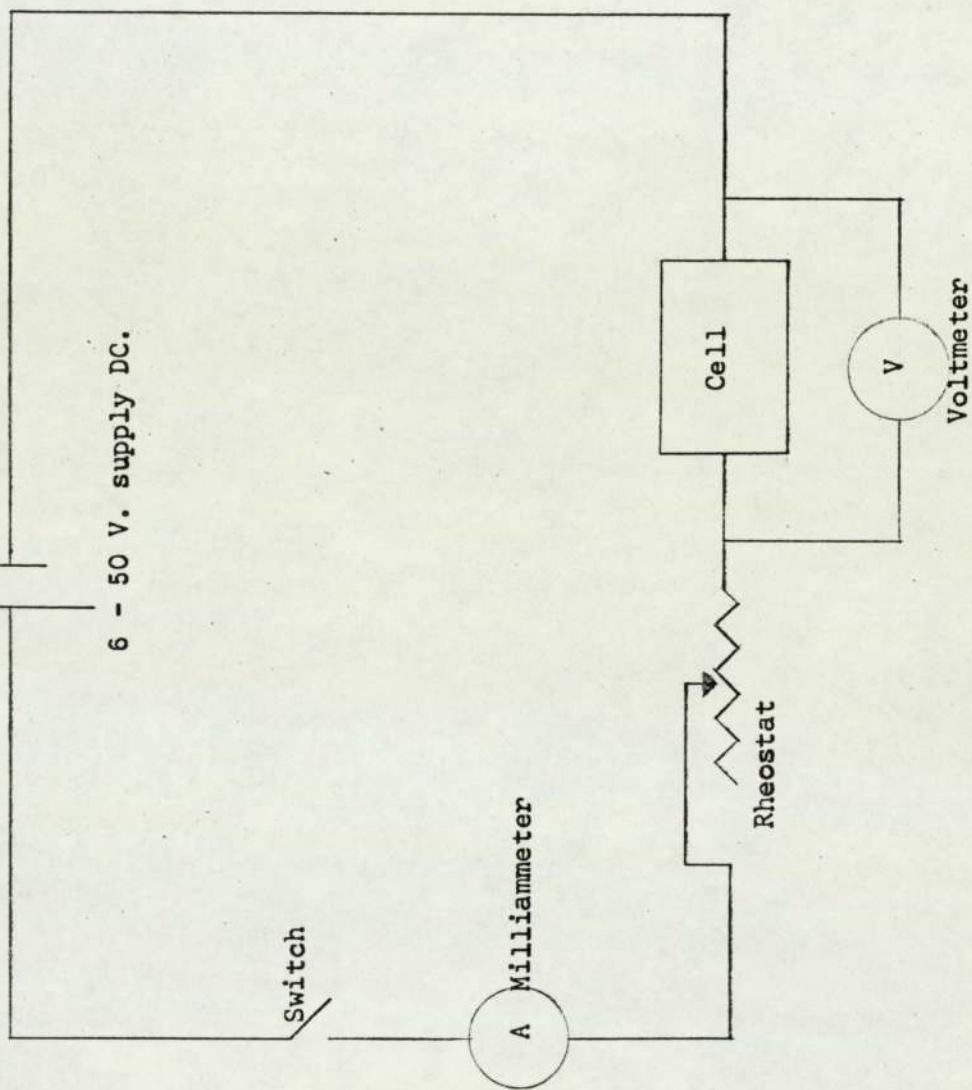 6 - 50 V. supply DC.
Switch
A
Milliammeter
Rheostat
Cell
V
Voltmeter